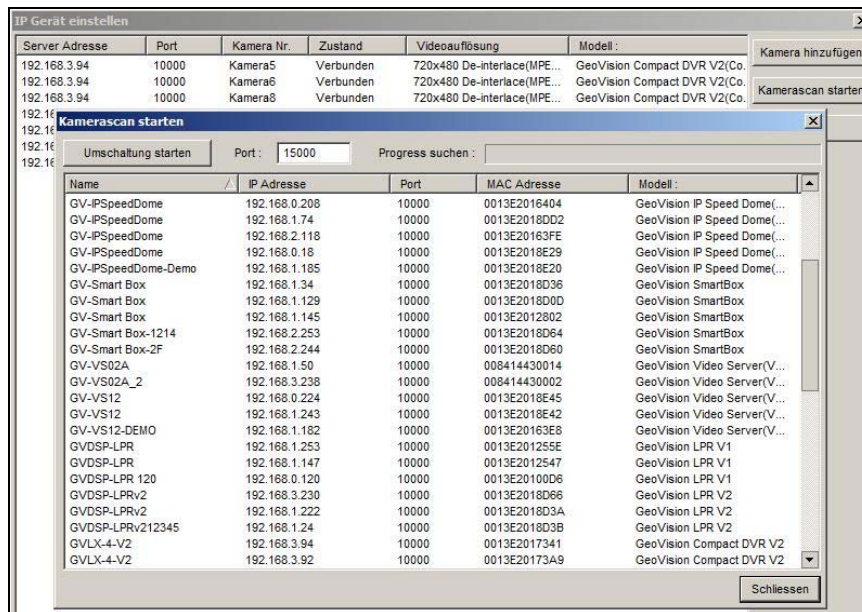 IP Gerät einstellen
Server Adresse Port Kamera Nr. Zustand Videoauflösung Modell :
192.168.3.94 10000 Kamera5 Verbunden 720x480 De-interlace(MPE... GeoVision Compact DVR V2(Co.
192.168.3.94 10000 Kamera6 Verbunden 720x480 De-interlace(MPE... GeoVision Compact DVR V2(Co.
192.168.3.94 10000 Kamera8 Verbunden 720x480 De-interlace(MPE... GeoVision Compact DVR V2(Co.
192.16
192.16
192.16
192.16
Kamera hinzufügen
Kamerascan starten
Kamerascan starten
Umschaltung starten Port : 15000 Progress suchen :
Name IP Adresse Port MAC Adresse Modell :
GV-IPSpeedDome 192.168.0.208 10000 0013E2016404 GeoVision IP Speed Dome(...
GV-IPSpeedDome 192.168.1.74 10000 0013E2018DD2 GeoVision IP Speed Dome(...
GV-IPSpeedDome 192.168.2.118 10000 0013E20163FE GeoVision IP Speed Dome(...
GV-IPSpeedDome 192.168.0.18 10000 0013E2018E29 GeoVision IP Speed Dome(...
GV-IPSpeedDome-Demo 192.168.1.185 10000 0013E2018E20 GeoVision IP Speed Dome(...
GV-Smart Box 192.168.1.34 10000 0013E2018D36 GeoVision SmartBox
GV-Smart Box 192.168.1.129 10000 0013E2018D0D GeoVision SmartBox
GV-Smart Box 192.168.1.145 10000 0013E2012802 GeoVision SmartBox
GV-Smart Box-1214 192.168.2.253 10000 0013E2018D64 GeoVision SmartBox
GV-Smart Box-2F 192.168.2.244 10000 0013E2018D60 GeoVision SmartBox
GV-VS02A 192.168.1.50 10000 008414430014 GeoVision Video Server(V...
GV-VS02A_2 192.168.3.238 10000 008414430002 GeoVision Video Server(V...
GV-VS12 192.168.0.224 10000 0013E2018E45 GeoVision Video Server(V...
GV-VS12 192.168.1.243 10000 0013E2018E42 GeoVision Video Server(V...
GV-VS12-DEMO 192.168.1.182 10000 0013E20163E8 GeoVision Video Server(V...
GVDSP-LPR 192.168.1.253 10000 0013E201255E GeoVision LPR V1
GVDSP-LPR 192.168.1.147 10000 0013E2012547 GeoVision LPR V1
GVDSP-LPR 120 192.168.0.120 10000 0013E20100D6 GeoVision LPR V1
GVDSP-LPRv2 192.168.3.230 10000 0013E2018D66 GeoVision LPR V2
GVDSP-LPRv2 192.168.1.222 10000 0013E2018D3A GeoVision LPR V2
GVDSP-LPRv212345 192.168.1.24 10000 0013E2018D3B GeoVision LPR V2
GVLX-4-V2 192.168.3.94 10000 0013E2017341 GeoVision Compact DVR V2
GVLX-4-V2 192.168.3.92 10000 0013E20173A9 GeoVision Compact DVR V2
Schliessen